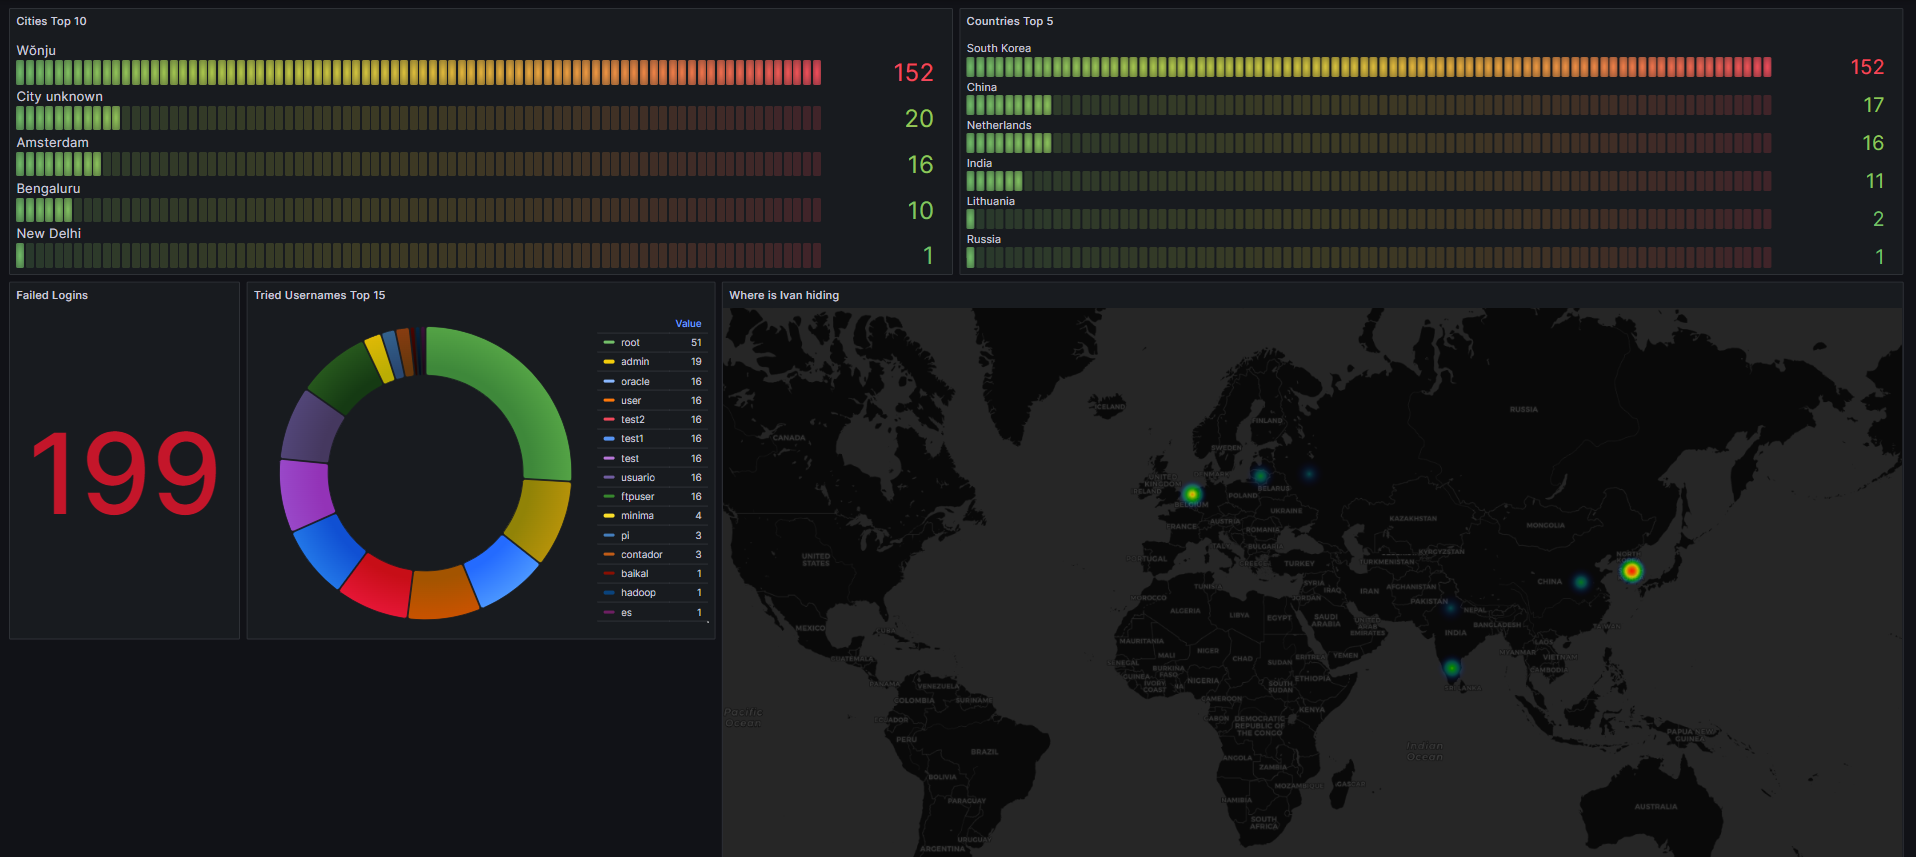 Cities Top 10
Wŏnju
152
City unknown
20
Amsterdam
16
Bengaluru
10
New Delhi
1
Countries Top 5
South Korea
152
China
17
Netherlands
16
India
11
Lithuania
2
Russia
1
Failed Logins
199
Tried Usernames Top 15
Value
root 51
admin 19
oracle 16
user 16
test2 16
test1 16
test 16
usuario 16
ftpuser 16
minima 4
pi 3
contador 3
baikal 1
hadoop 1
es 1
Where is Ivan hiding
ICELAND
RUSSIA
FINLAND
CANADA
SWEDEN
UNITED
KINGDOM
IRELAND
BELARUS
POLAND
BELGIUM
UKRAINE
KAZAKHSTAN
MONGOLIA
FRANCE
AUSTRIA
ROMANIA
BULGARIA
KYRGYZSTAN
NORTH
UNITED
STATES
PORTUGAL
TURKEY
TURKMENISTAN
CHINA
SYRIA
IRAQ
IRAN
AFGHANISTAN
PAKISTAN
NEPAL
MOROCCO
ALGERIA
LIBYA
EGYPT
SAUDI
ARABIA
UNITED
ARAB
EMIRATES
BANGLADESH
INDIA
MEXICO
MAURITANIA
MALI
NIGER
CHAD
SUDAN
ERITREA
YEMEN
MYANMAR
LAOS
VIETNAM
CAMBODIA
GUATEMALA
SENEGAL
GUINEA
BURKINA
FASO
IVORY
COAST
NIGERIA
SOUTH
SUDAN
ETHIOPIA
PANAMA
VENEZUELA
COLOMBIA
SURINAME
CAMEROON
KENYA
GABON
DEMOCRATIC
REPUBLIC OF
THE CONGO
Pacific
Ocean
ECUADOR
PERU
BRAZIL
PAPUA NEW
GUINEA
Indian
Ocean
ANGOLA
ZAMBIA
BOLIVIA
MOZAMBIQUE
NAMIBIA
PARAGUAY
SOUTH
AFRICA
AUSTRALIA
URUGUAY
ARGENTINA